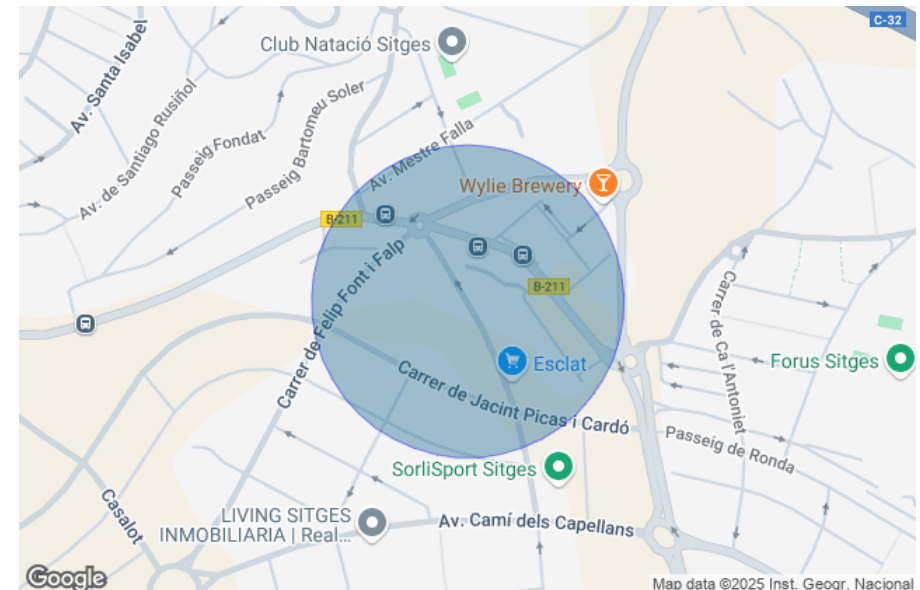 C-32
Club Natació Sitges
Av. Santa Isabel
Av. de Santiago Rusiñol
Passeig Fondat
Passeig Bartomeu Soler
Av. Mestre Falla
Wylie Brewery
B-211
B-211
Carrer de Felip Font i Falp
Carrer de Ca l'Antoniet
Esclat
Forus Sitges
Carrer de Jacint Picas i Cardó
Passeig de Ronda
SorliSport Sitges
Casalot
LIVING SITGES
INMOBILIARIA | Real...
Av. Camí dels Capellans
Google
Map data ©2025 Inst. Geogr. Nacional